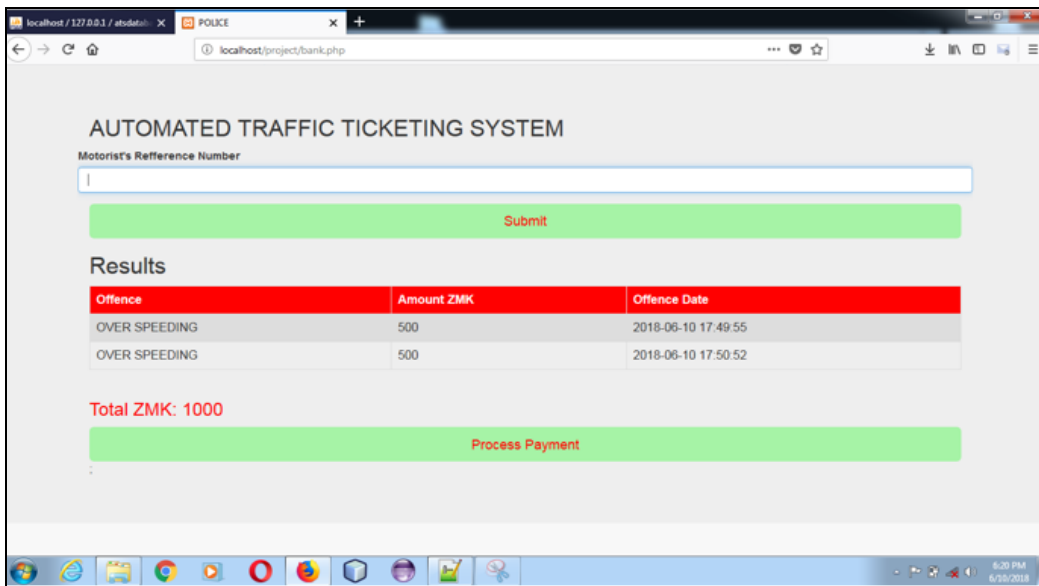 localhost / 127.0.0.1 / atsdatab
POLICE
localhost/project/bank.php
AUTOMATED TRAFFIC TICKETING SYSTEM
Motorist's Refference Number
Submit
Results
Offence Amount ZMK Offence Date
OVER SPEEDING 500 2018-06-10 17:49:55
OVER SPEEDING 500 2018-06-10 17:50:52
Total ZMK: 1000
Process Payment
;
6:20 PM
6/10/2018